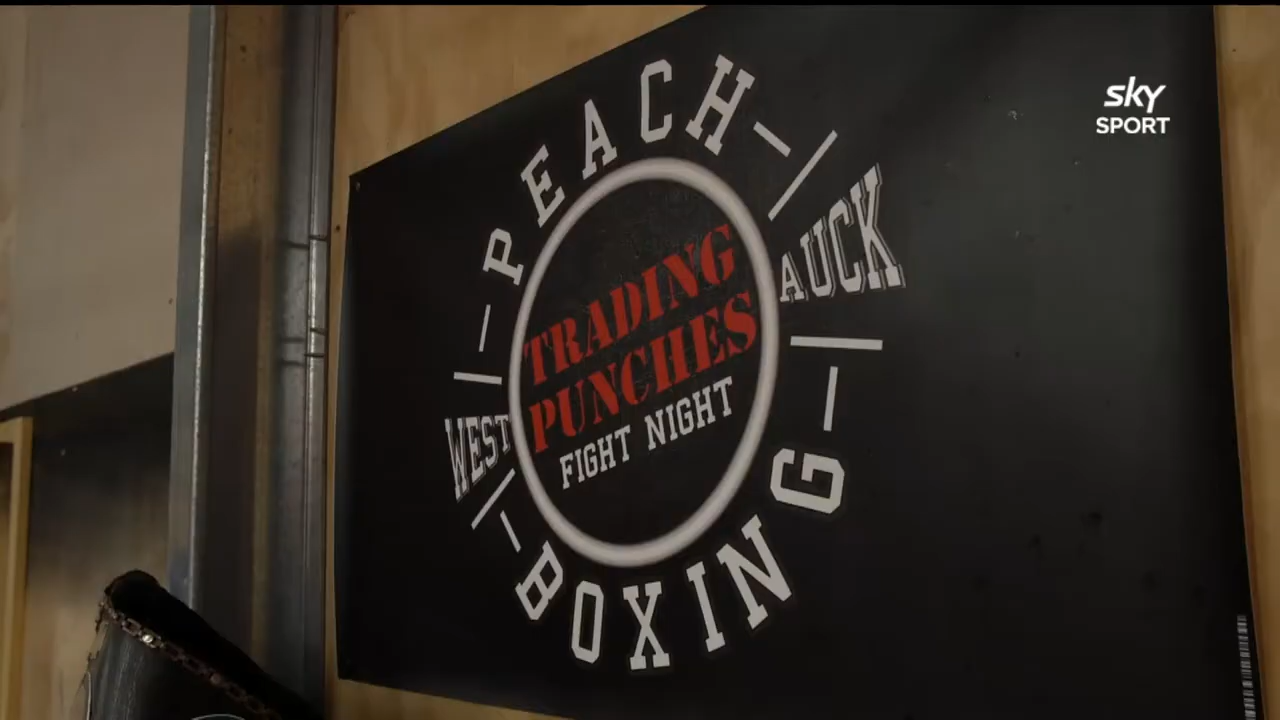 PEACH
sky
SPORT
AUCK
TRADING
PUNCHES
WEST
FIGHT NIGHT
BOXING